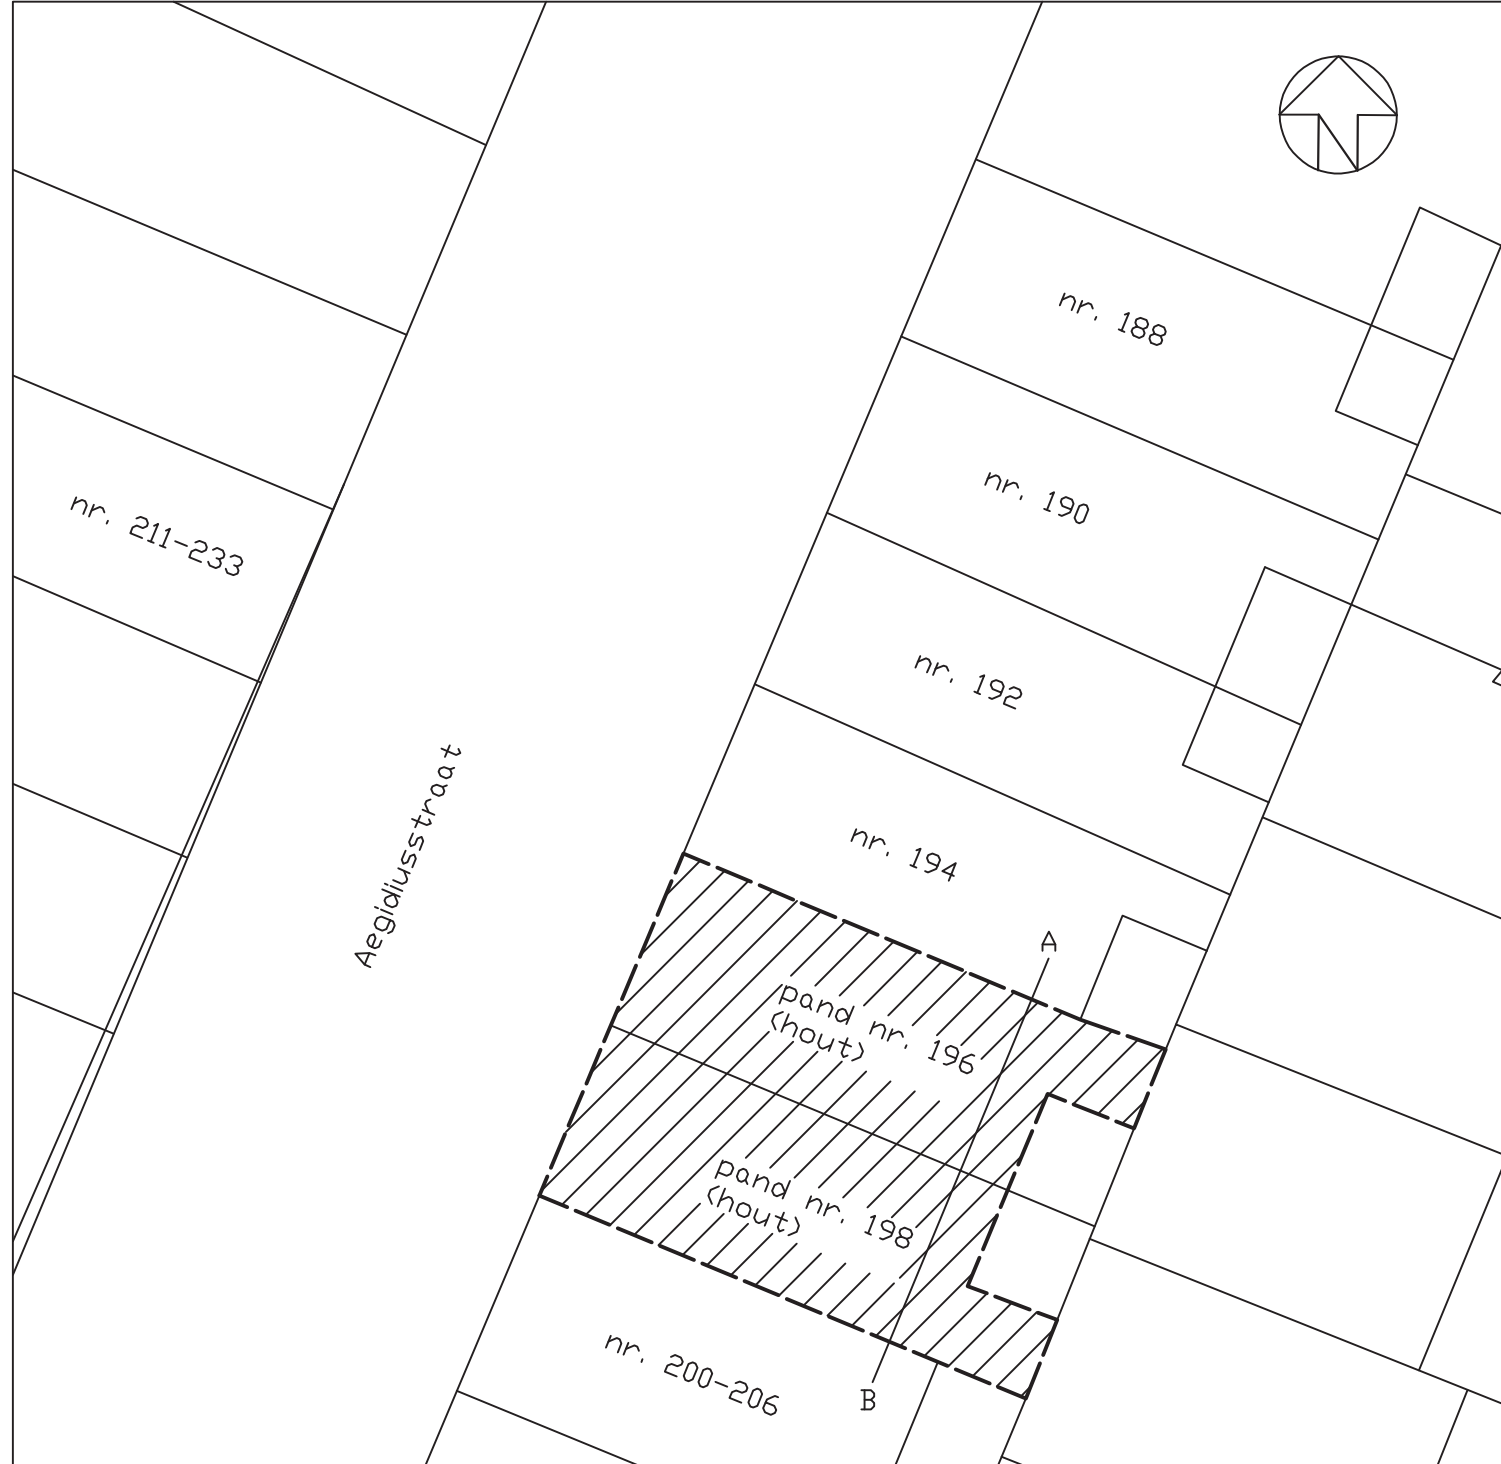 N
nr. 188
nr. 190
nr. 211-233
nr. 192
Aegidiusstraat
nr. 194
A
pand nr. 196
(hout)
pand nr. 198
(hout)
nr. 200-206
B